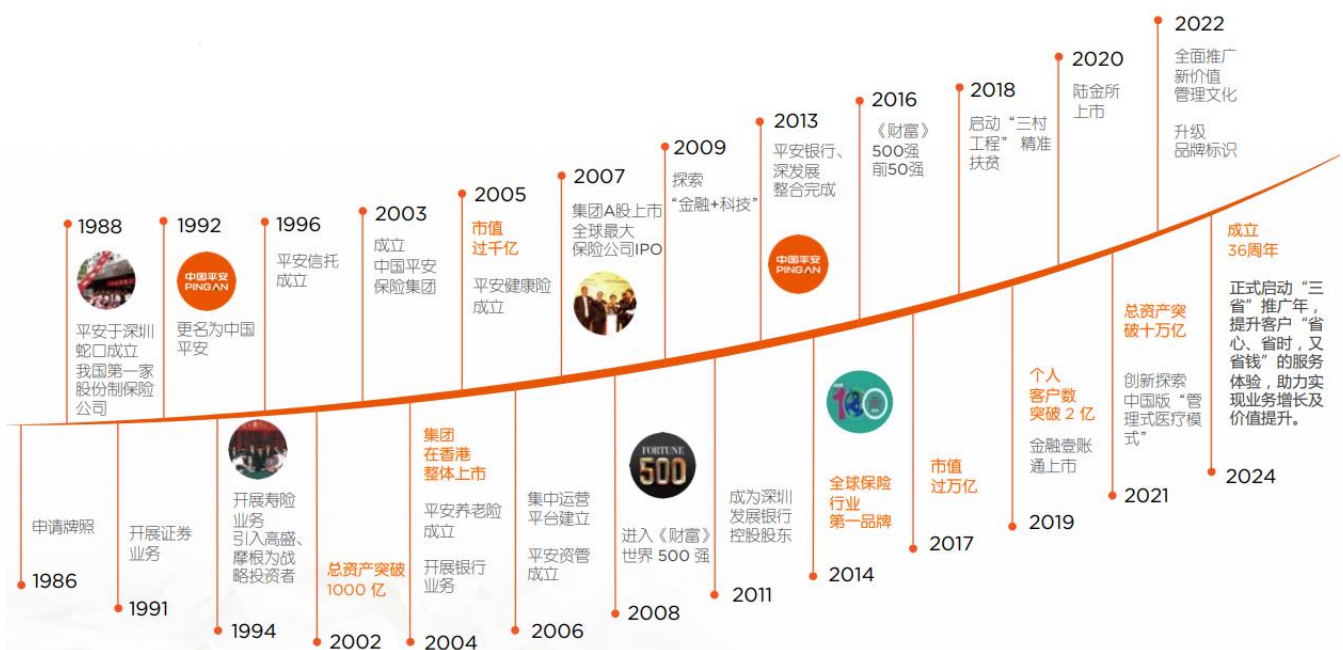 1988
平安于深圳
蛇口成立
我国第一家
股份制保险
公司
1992
中国平安
PINGAN
更名为中国
平安
1996
平安信托
成立
2003
成立
中国平安
保险集团
2005
市值
过千亿
平安健康险
成立
2007
集团A股上市
全球最大
保险公司IPO
2009
探索
“金融+科技”
2013
平安银行、
深发展
整合完成
中国平安
PINGAN
2016
《财富》
500强
前50强
2018
启动“三村
工程” 精准
扶贫
2020
陆金所
上市
2022
全面推广
新价值
管理文化
升级
品牌标识
申请牌照
1986
开展证券
业务
1991
开展寿险
业务
引入高盛、
摩根为战
略投资者
1994
总资产突破
1000 亿
2002
集团
在香港
整体上市
平安养老险
成立
开展银行
业务
2004
集中运营
平台建立
平安资管
成立
2006
FORTUNE
500
进入《财富》
世界 500 强
2008
成为深圳
发展银行
控股股东
2011
100
全球保险
行业
第一品牌
2014
市值
过万亿
2017
个人
客户数
突破 2 亿
金融壹账
通上市
2019
总资产突
破十万亿
创新探索
中国版“管
理式医疗模
式”
2021
成立
36周年
正式启动“三
省”推广年，
提升客户“省
心、省时，又
省钱”的服务
体验，助力实
现业务增长及
价值提升。
2024